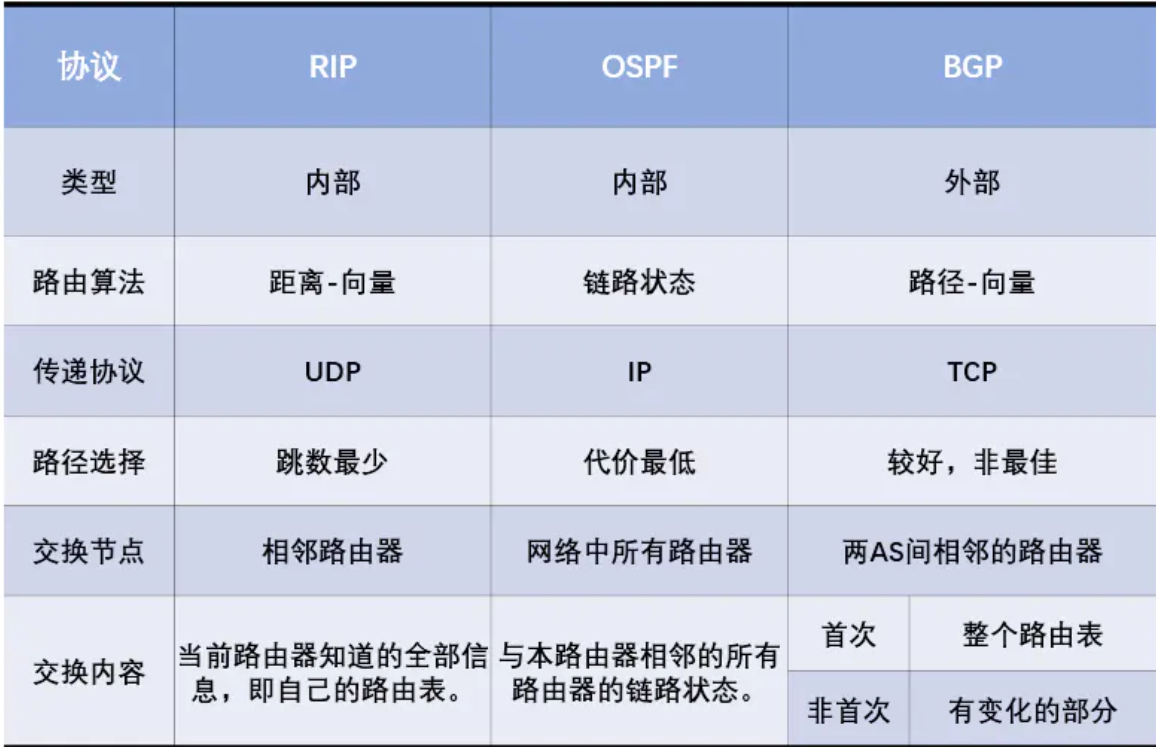 协议 RIP OSPF BGP
类型 内部 内部 外部
路由算法 距离-向量 链路状态 路径-向量
传递协议 UDP IP TCP
路径选择 跳数最少 代价最低 较好，非最佳
交换节点 相邻路由器 网络中所有路由器 两AS间相邻的路由器
交换内容
当前路由器知道的全部信
息，即自己的路由表。
与本路由器相邻的所有
路由器的链路状态。
首次 整个路由表
非首次 有变化的部分